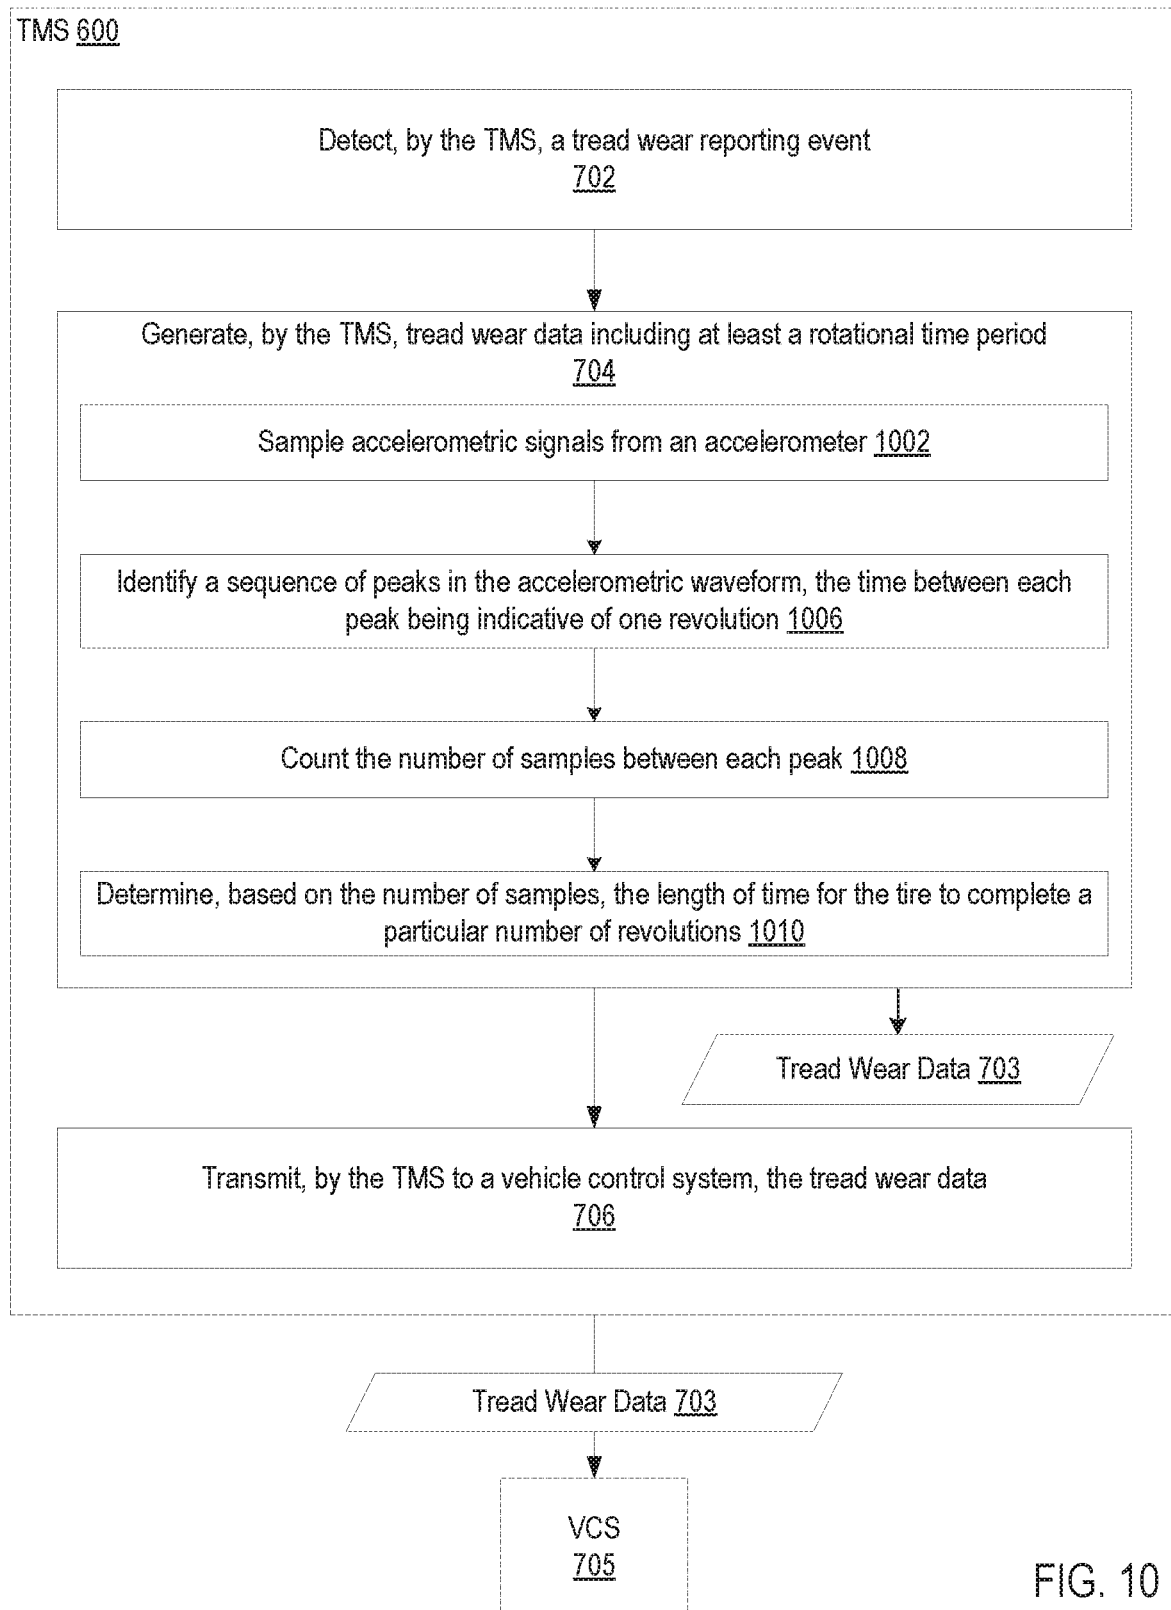 TMS 600
Detect, by the TMS, a tread wear reporting event
702
Generate, by the TMS, tread wear data including at least a rotational time period
704
Sample accelerometric signals from an accelerometer 1002
Identify a sequence of peaks in the accelerometric waveform, the time between each
peak being indicative of one revolution 1006
Count the number of samples between each peak 1008
Determine, based on the number of samples, the length of time for the tire to complete a
particular number of revolutions 1010
Tread Wear Data 703
Transmit, by the TMS to a vehicle control system, the tread wear data
706
Tread Wear Data 703
VCS
705
FIG. 10